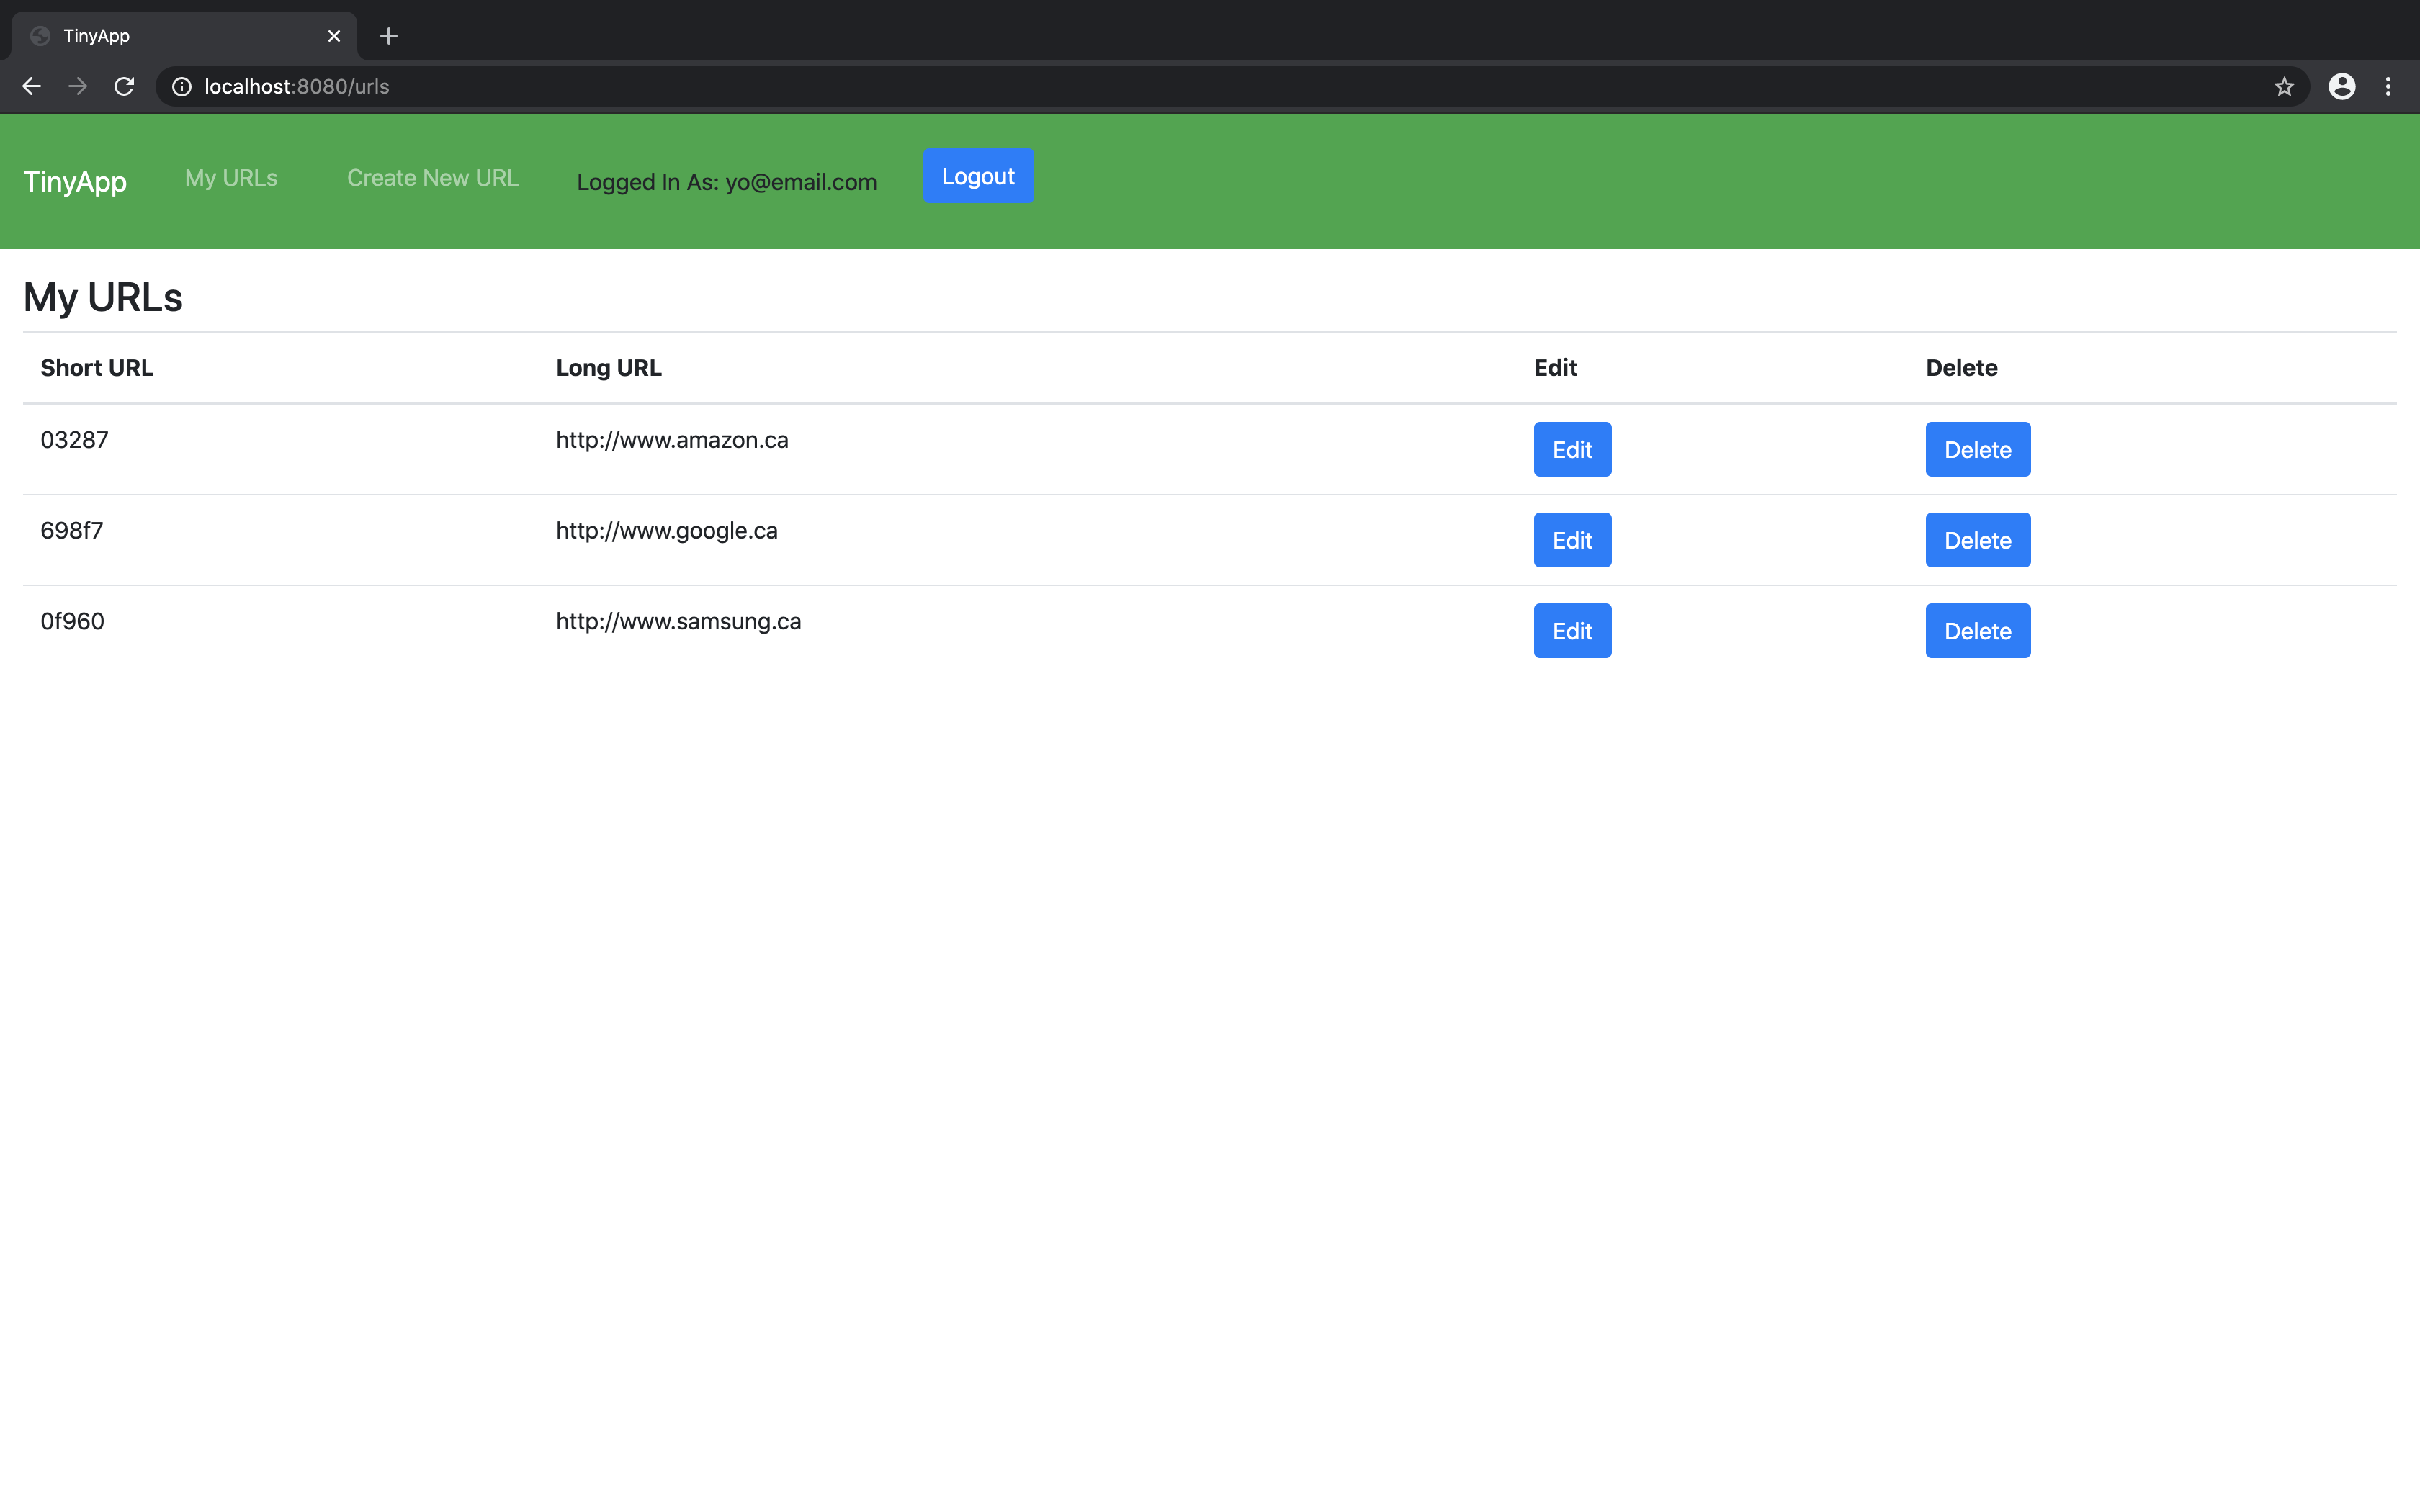 TinyApp
localhost:8080/urls
TinyApp My URLs Create New URL Logged In As: yo@email.com Logout
My URLs
Short URL Long URL Edit Delete
03287 http://www.amazon.ca Edit Delete
698f7 http://www.google.ca Edit Delete
0f960 http://www.samsung.ca Edit Delete